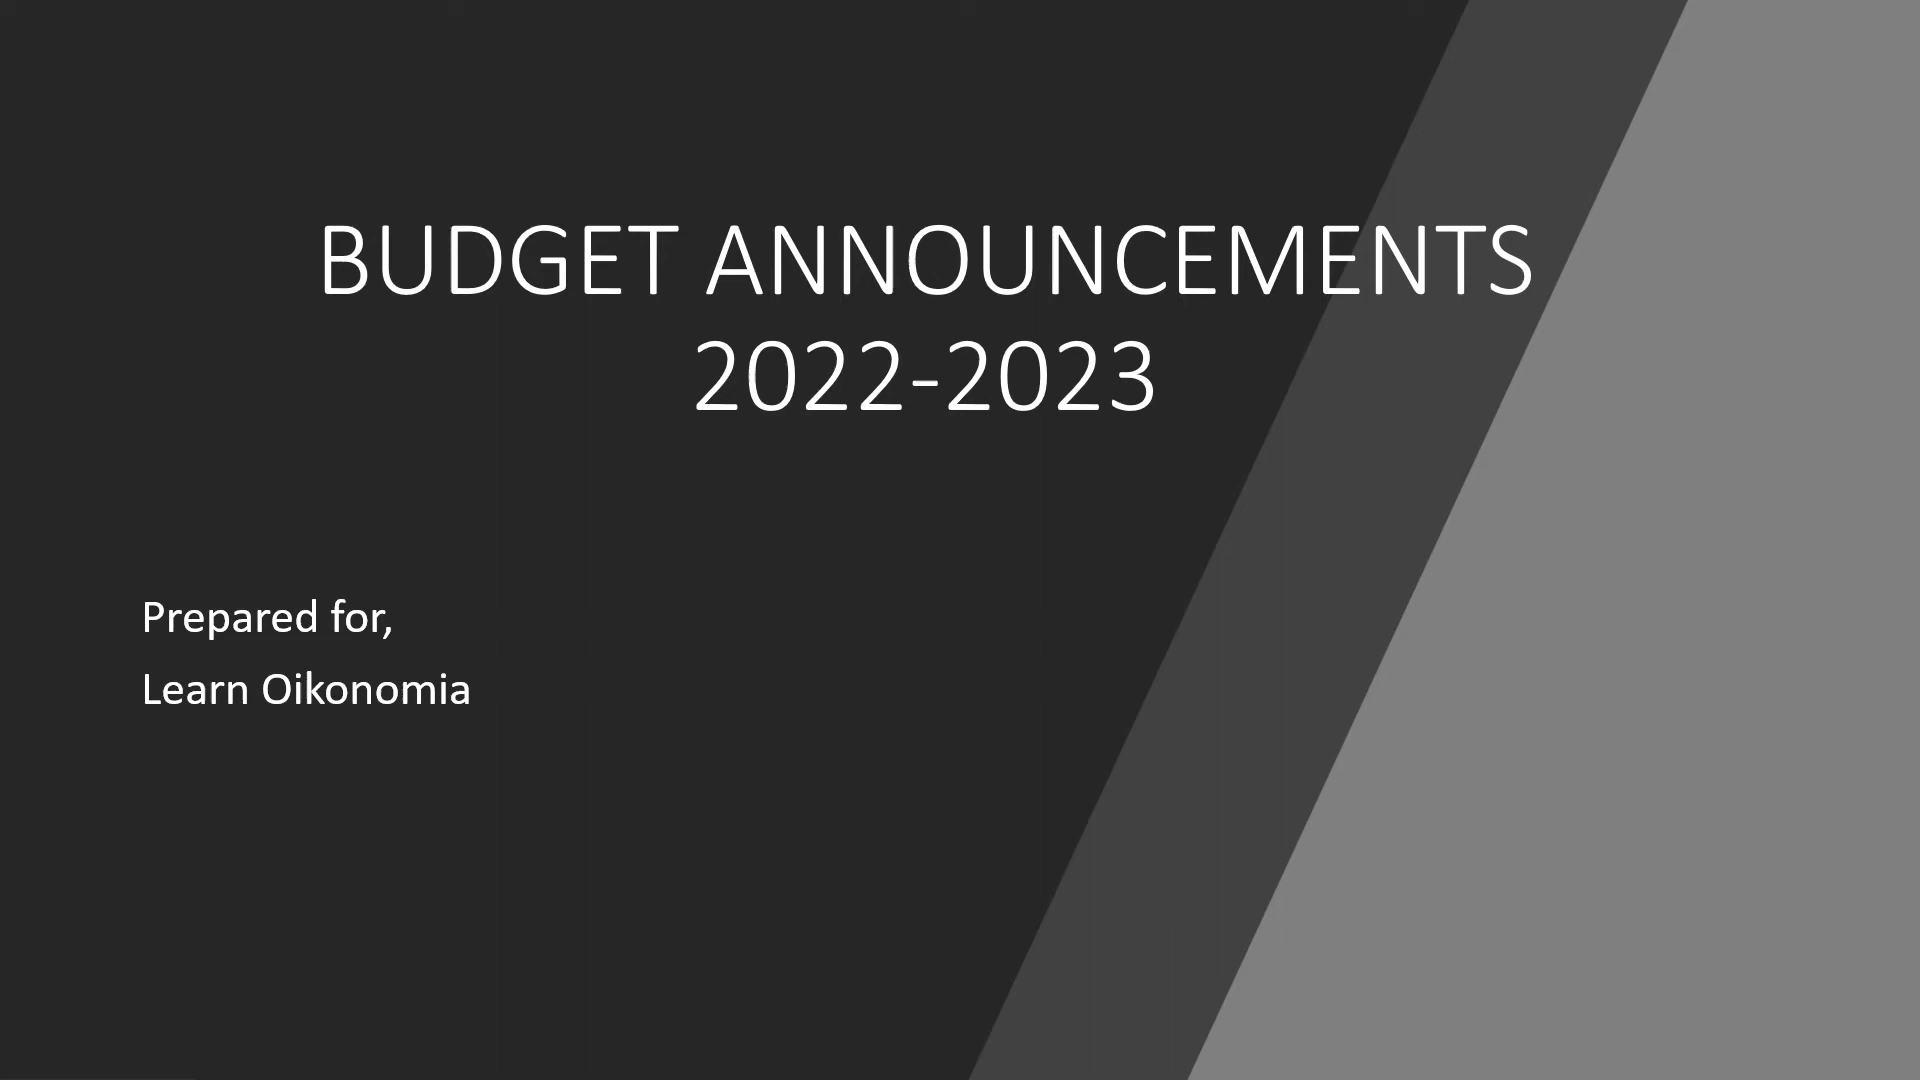 BUDGET ANNOUNCEMENTS
2022-2023
Prepared for,
Learn Oikonomia